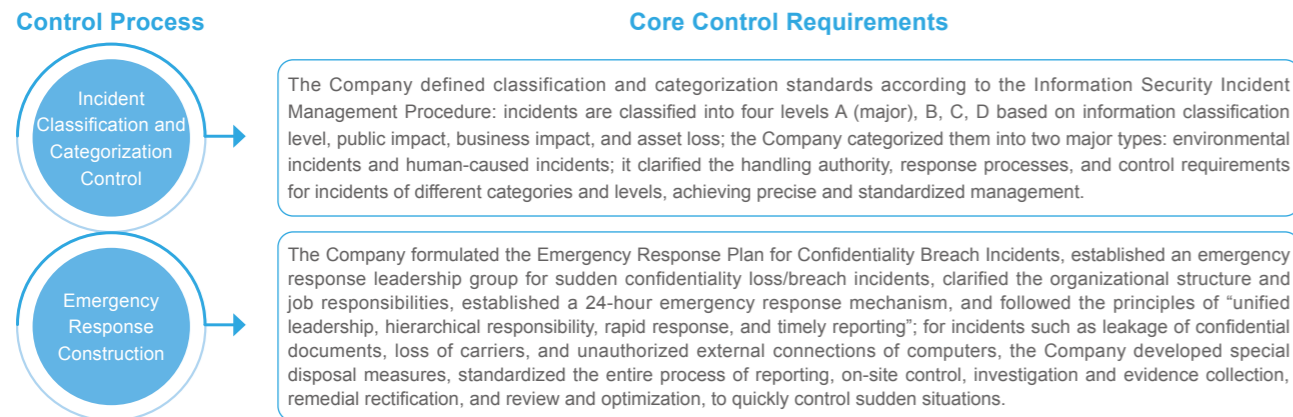 Control Process
Core Control Requirements
Incident
Classification and
Categorization
Control
The Company defined classification and categorization standards according to the Information Security Incident
Management Procedure: incidents are classified into four levels A (major), B, C, D based on information classification
level, public impact, business impact, and asset loss; the Company categorized them into two major types: environmental
incidents and human-caused incidents; it clarified the handling authority, response processes, and control requirements
for incidents of different categories and levels, achieving precise and standardized management.
Emergency
Response
Construction
The Company formulated the Emergency Response Plan for Confidentiality Breach Incidents, established an emergency
response leadership group for sudden confidentiality loss/breach incidents, clarified the organizational structure and
job responsibilities, established a 24-hour emergency response mechanism, and followed the principles of “unified
leadership, hierarchical responsibility, rapid response, and timely reporting”; for incidents such as leakage of confidential
documents, loss of carriers, and unauthorized external connections of computers, the Company developed special
disposal measures, standardized the entire process of reporting, on-site control, investigation and evidence collection,
remedial rectification, and review and optimization, to quickly control sudden situations.